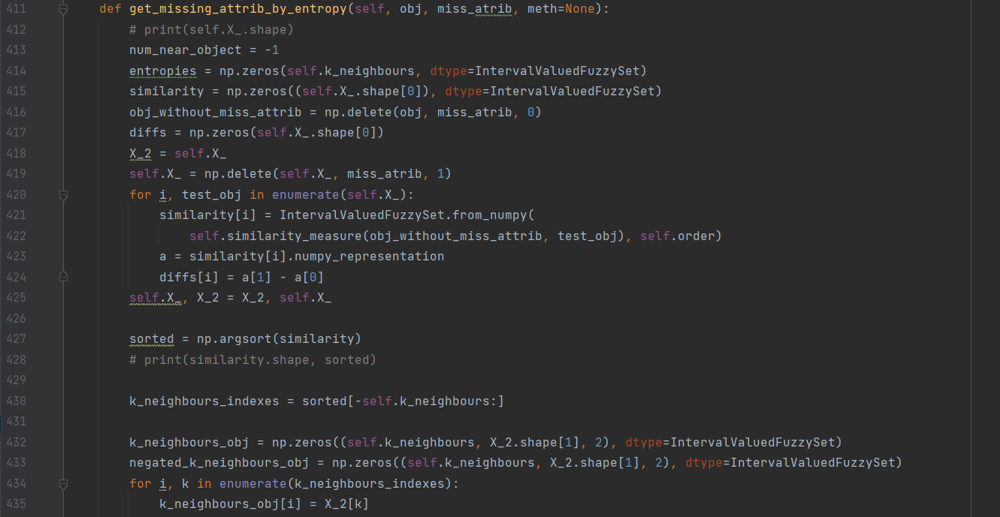 411 def get_missing_attrib_by_entropy(self, obj, miss_atrib, meth=None):
412 # print(self.X_.shape)
413 num_near_object = -1
414 entropies = np.zeros(self.k_neighbours, dtype=IntervalValuedFuzzySet)
415 similarity = np.zeros((self.X_.shape[0]), dtype=IntervalValuedFuzzySet)
416 obj_without_miss_attrib = np.delete(obj, miss_atrib, 0)
417 diffs = np.zeros(self.X_.shape[0])
418 X_2 = self.X_
419 self.X_ = np.delete(self.X_, miss_atrib, 1)
420 for i, test_obj in enumerate(self.X_):
421 similarity[i] = IntervalValuedFuzzySet.from_numpy(
422 self.similarity_measure(obj_without_miss_attrib, test_obj), self.order)
423 a = similarity[i].numpy_representation
424 diffs[i] = a[1] - a[0]
425 self.X_, X_2 = X_2, self.X_
426
427 sorted = np.argsort(similarity)
428 # print(similarity.shape, sorted)
429
430 k_neighbours_indexes = sorted[-self.k_neighbours:]
431
432 k_neighbours_obj = np.zeros((self.k_neighbours, X_2.shape[1], 2), dtype=IntervalValuedFuzzySet)
433 negated_k_neighbours_obj = np.zeros((self.k_neighbours, X_2.shape[1], 2), dtype=IntervalValuedFuzzySet)
434 for i, k in enumerate(k_neighbours_indexes):
435 k_neighbours_obj[i] = X_2[k]